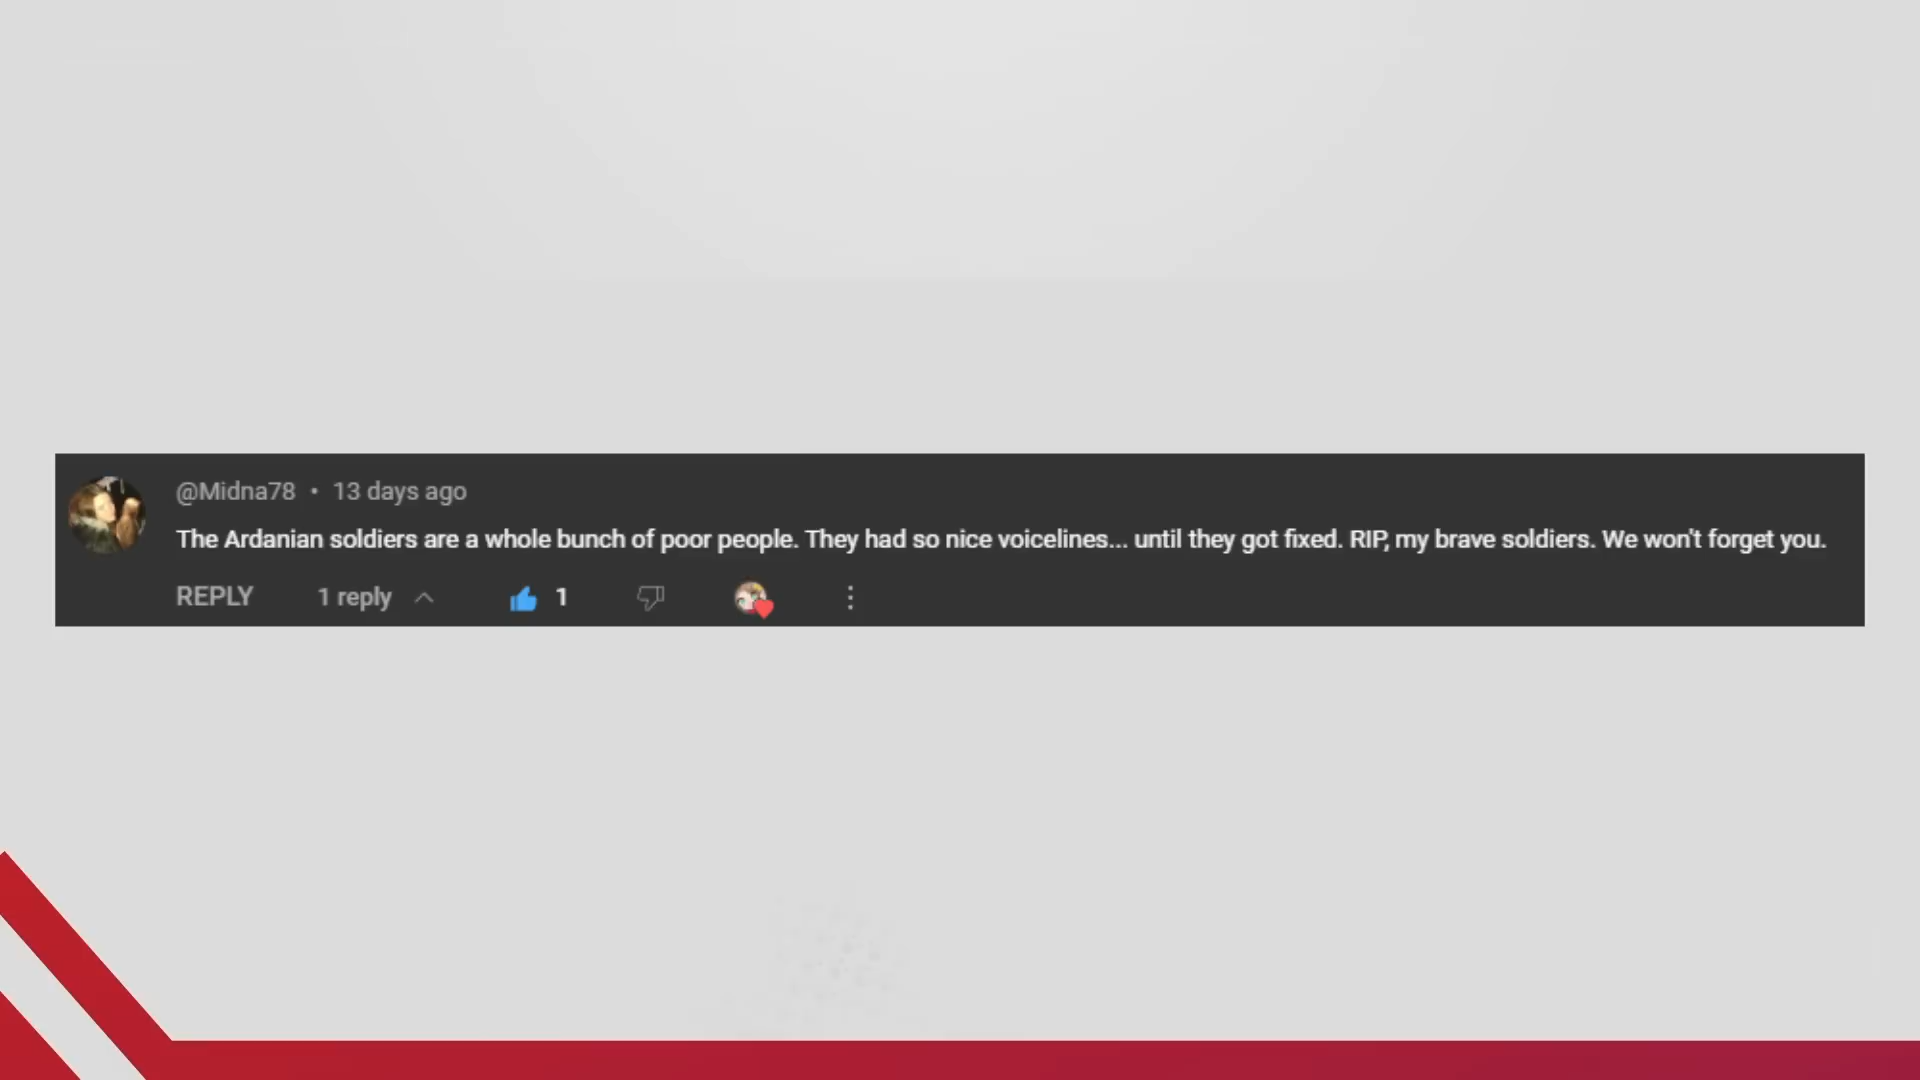 @Midna78 • 13 days ago
The Ardanian soldiers are a whole bunch of poor people. They had so nice voicelines... until they got fixed. RIP, my brave soldiers. We won't forget you.
REPLY 1 reply 1